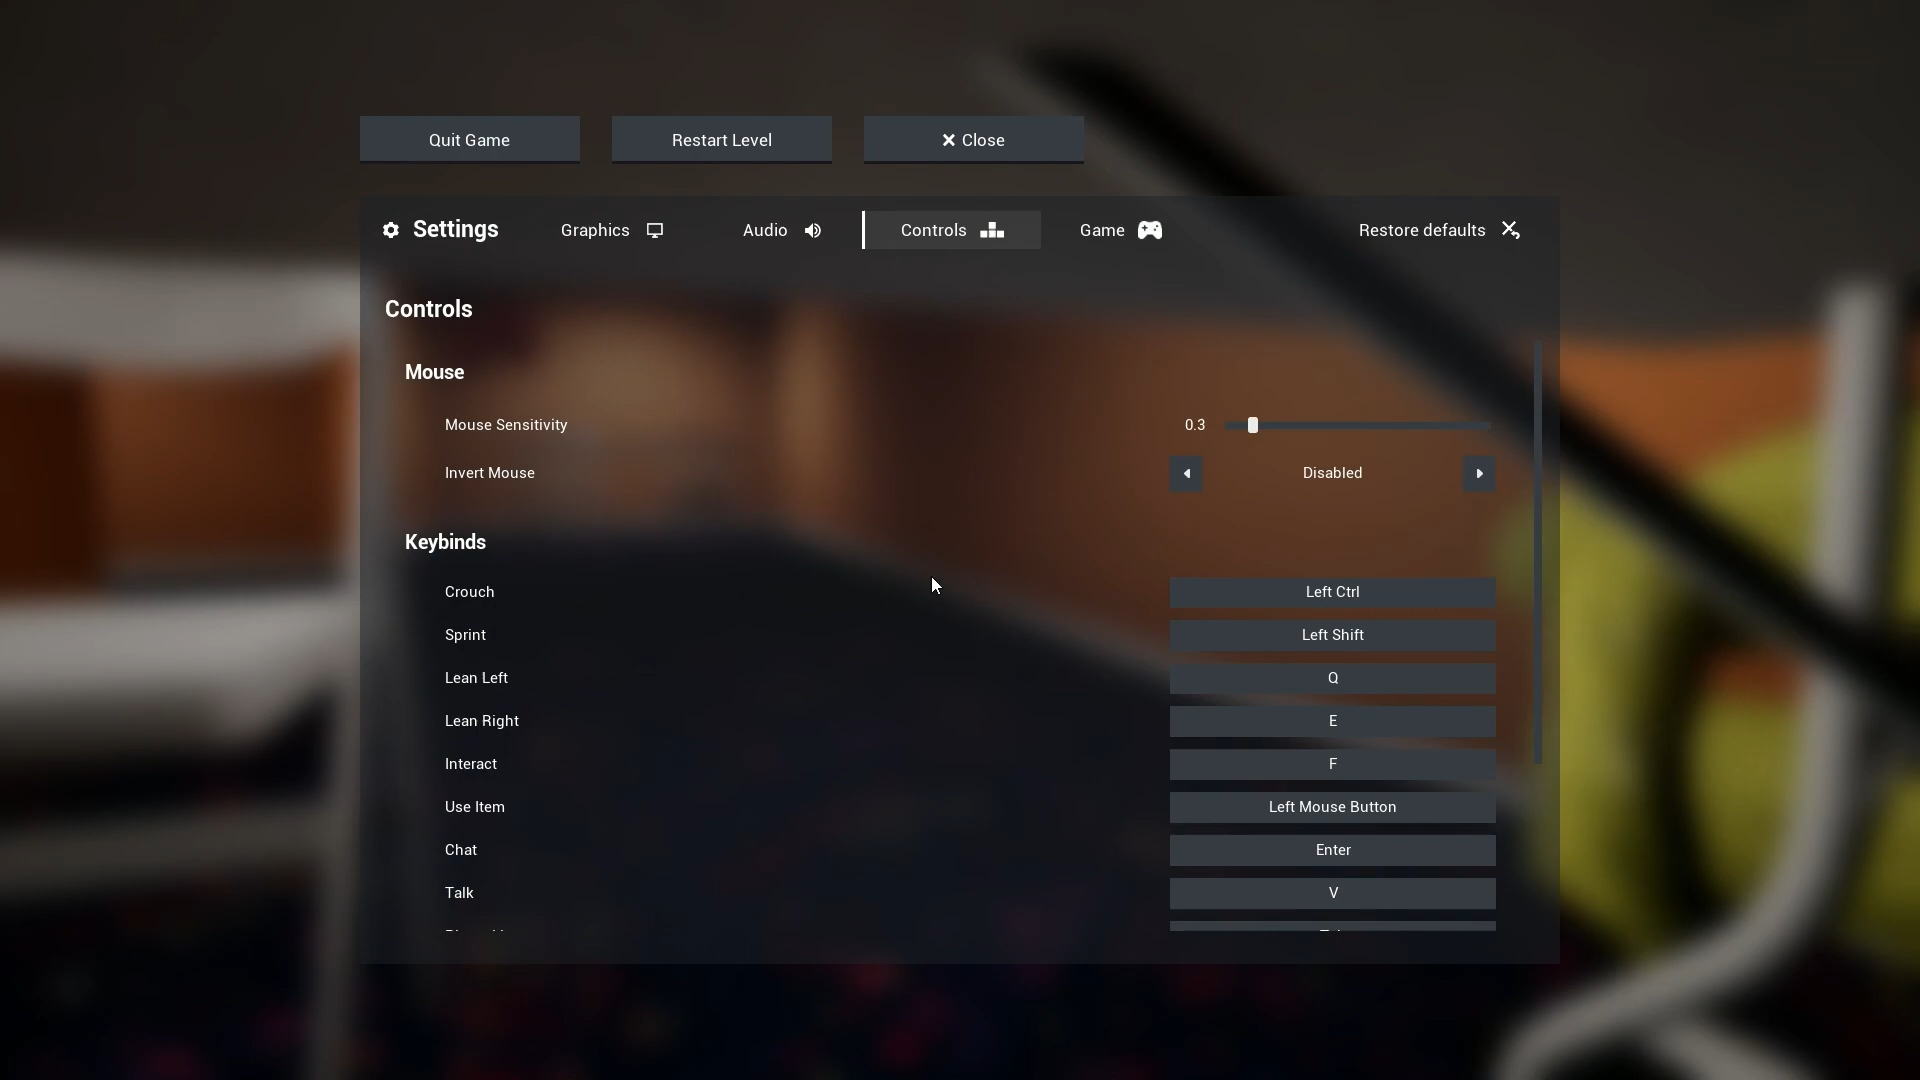 Quit Game
Restart Level
Close
Settings
Graphics
Audio
Controls
Game
Restore defaults
Controls
Mouse
Mouse Sensitivity 0.3
Invert Mouse Disabled
Keybinds
Crouch Left Ctrl
Sprint Left Shift
Lean Left Q
Lean Right E
Interact F
Use Item Left Mouse Button
Chat Enter
Talk V